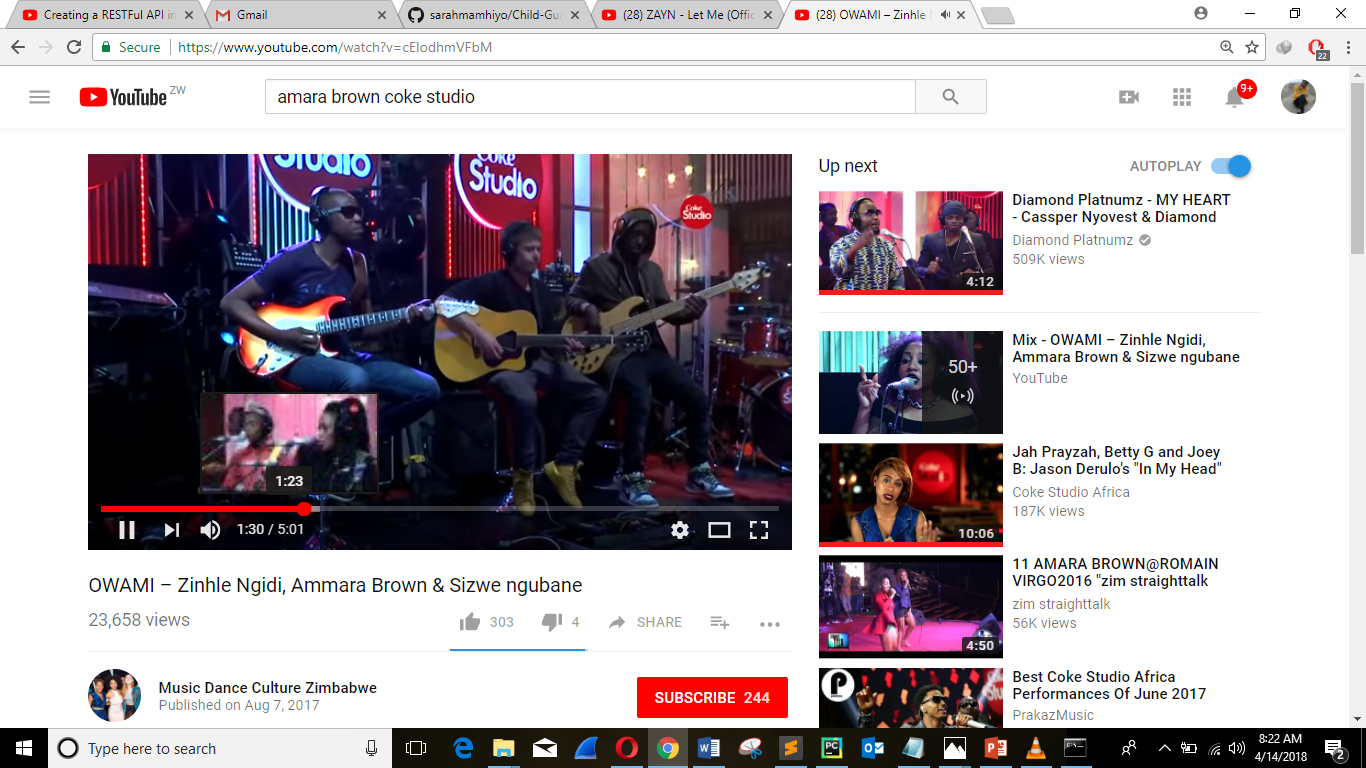 Creating a RESTFul API in
Gmail
sarahmamhiyo/Child-Gua
(28) ZAYN - Let Me (Offic
(28) OWAMI – Zinhle
Secure
https://www.youtube.com/watch?v=cEIodhmVFbM
22
YouTube ZW
amara brown coke studio
9+
Studio
Coke
Studio
Coke
Studio
1:23
1:30 / 5:01
OWAMI – Zinhle Ngidi, Ammara Brown & Sizwe ngubane
23,658 views
303
4
SHARE
Music Dance Culture Zimbabwe
Published on Aug 7, 2017
SUBSCRIBE 244
Up next
AUTOPLAY
4:12
Diamond Platnumz - MY HEART
- Cassper Nyovest & Diamond
Diamond Platnumz
509K views
50+
Mix - OWAMI – Zinhle Ngidi,
Ammara Brown & Sizwe ngubane
YouTube
10:06
Jah Prayzah, Betty G and Joey
B: Jason Derulo's "In My Head"
Coke Studio Africa
187K views
4:50
11 AMARA BROWN@ROMAIN
VIRGO2016 "zim straighttalk
zim straighttalk
56K views
Best Coke Studio Africa
Performances Of June 2017
PrakazMusic
Type here to search
8:22 AM
4/14/2018
2